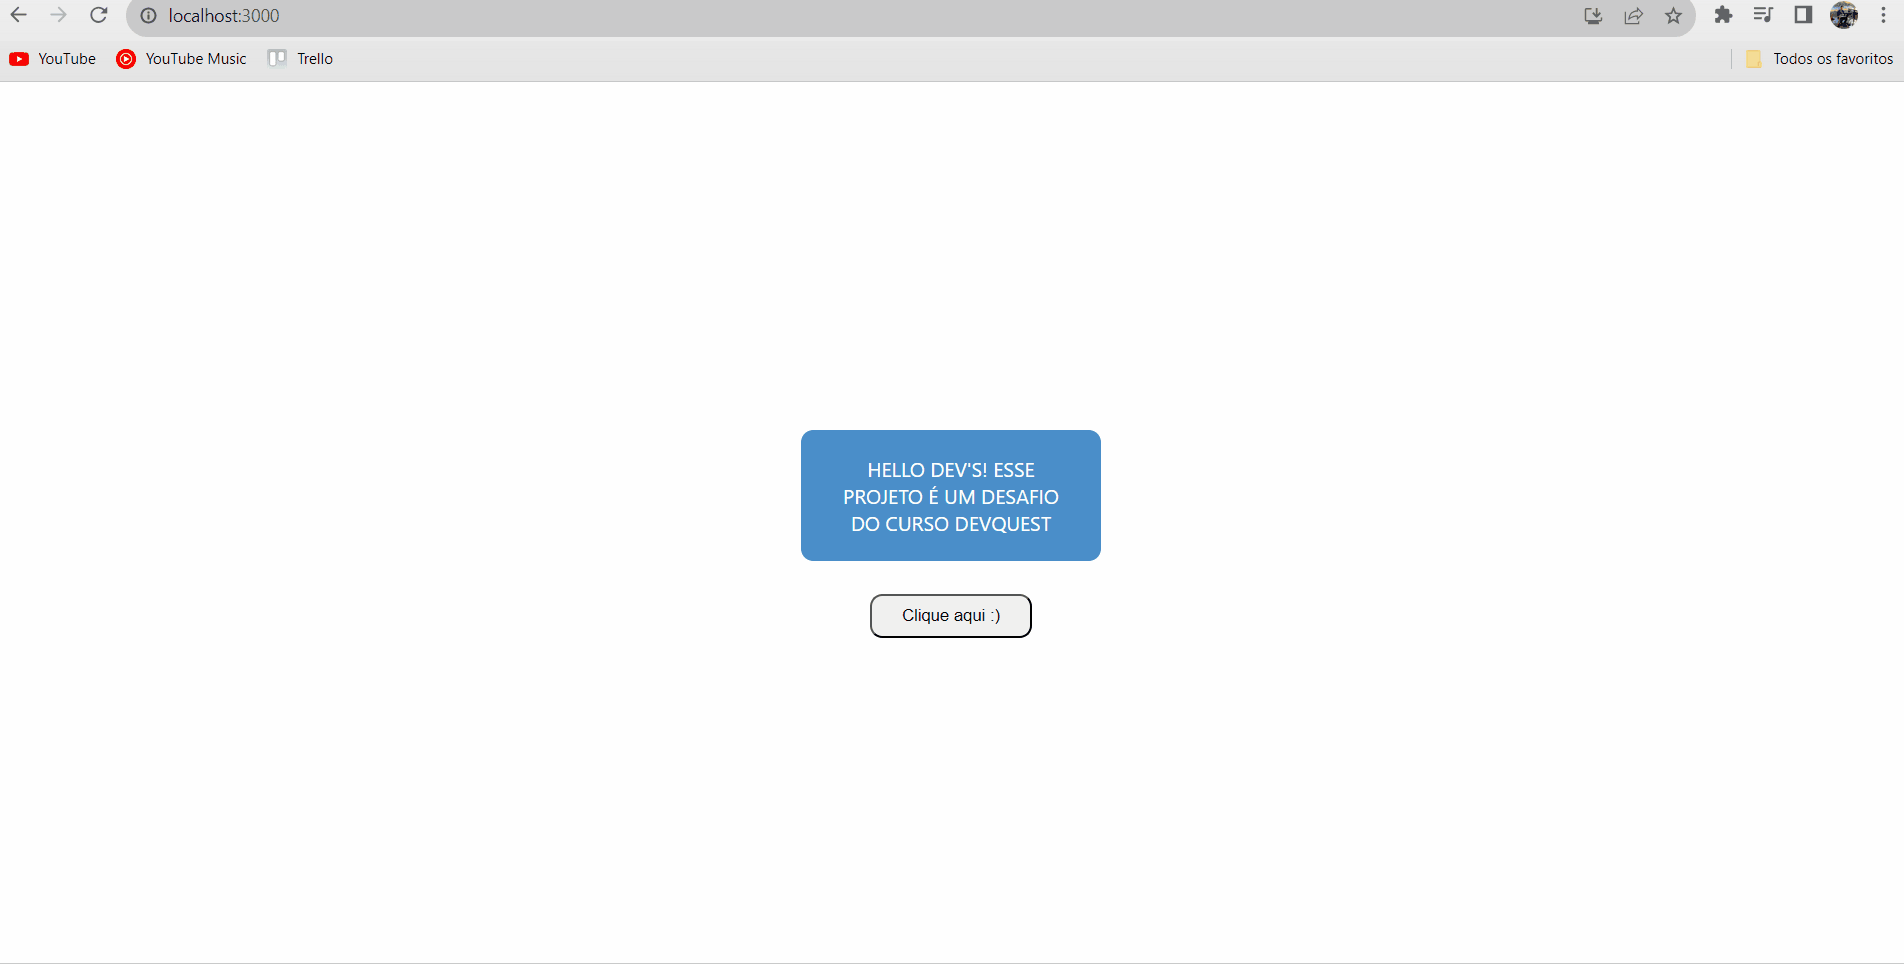 localhost:3000
YouTube YouTube Music Trello Todos os favoritos
HELLO DEV'S! ESSE
PROJETO É UM DESAFIO
DO CURSO DEVQUEST
Clique aqui :)